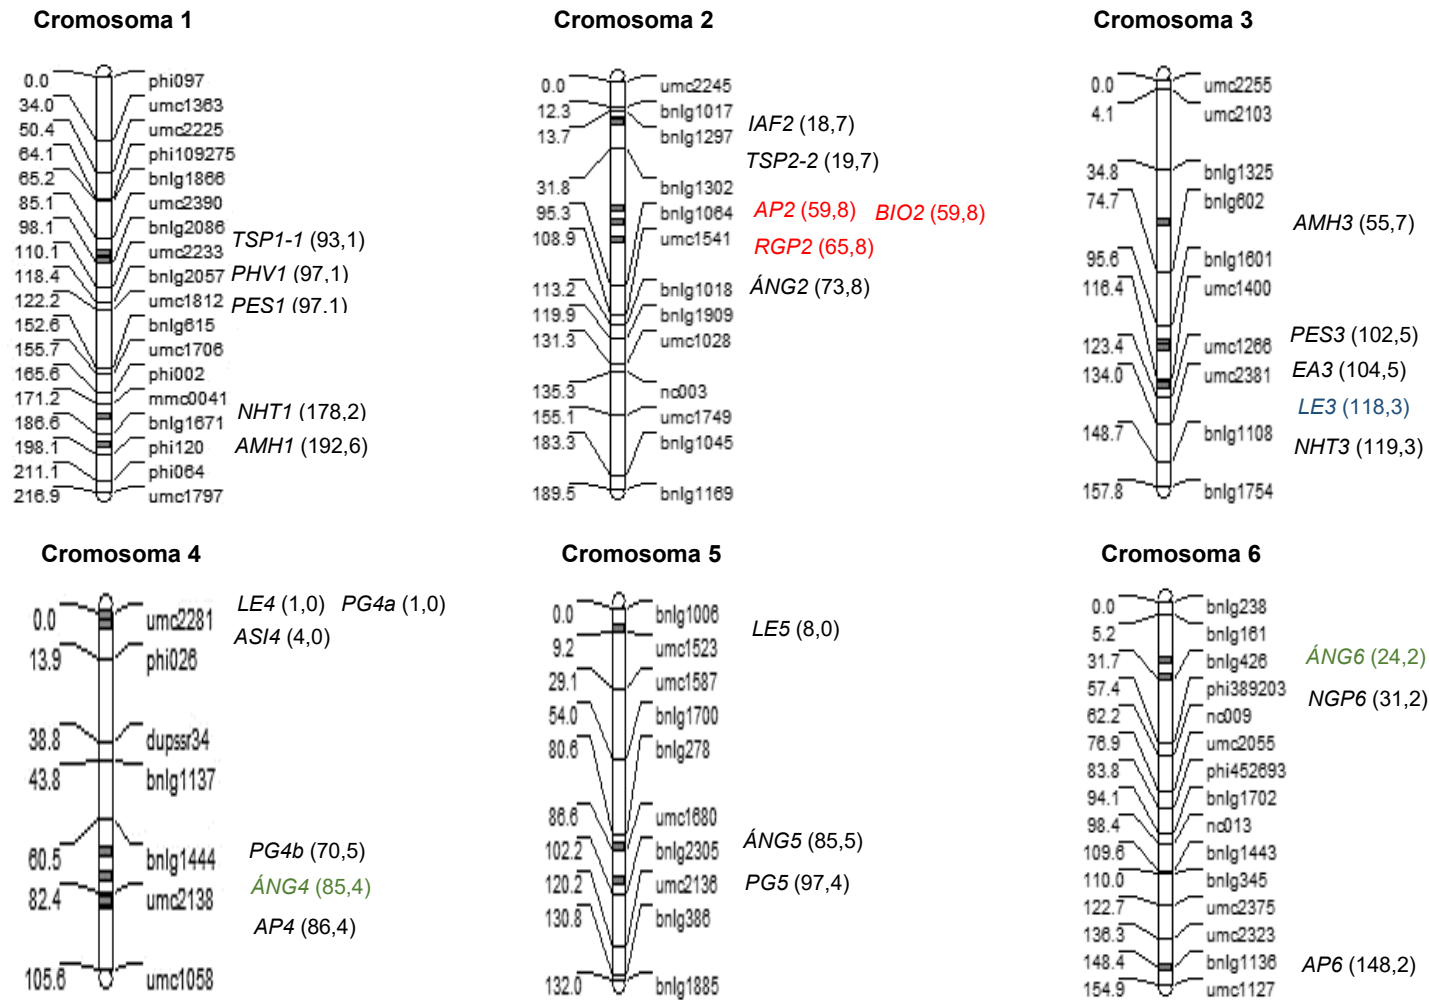 Cromosoma 1
0.0 phi097
34.0 umc1363
50.4 umc2225
64.1 phi109275
65.2 bnlg1866
85.1 umc2390
98.1 bnlg2086
TSP1-1 (93,1)
110.1 umc2233
118.4 bnlg2057
PHV1 (97,1)
122.2 umc1812
PES1 (97,1)
152.6 bnlg615
155.7 umc1706
165.6 phi002
171.2 mmc0041
NHT1 (178,2)
186.6 bnlg1671
198.1 phi120
AMH1 (192,6)
211.1 phi064
216.9 umc1797
Cromosoma 2
0.0 umc2245
12.3 bnlg1017
IAF2 (18,7)
13.7 bnlg1297
TSP2-2 (19,7)
31.8 bnlg1302
95.3 bnlg1064
AP2 (59,8) BIO2 (59,8)
108.9 umc1541
RGP2 (65,8)
113.2 bnlg1018
ÁNG2 (73,8)
119.9 bnlg1909
131.3 umc1028
135.3 nc003
155.1 umc1749
183.3 bnlg1045
189.5 bnlg1169
Cromosoma 3
0.0 umc2255
4.1 umc2103
34.8 bnlg1325
74.7 bnlg602
AMH3 (55,7)
95.6 bnlg1601
116.4 umc1400
PES3 (102,5)
123.4 umc1266
134.0 umc2381
EA3 (104,5)
LE3 (118,3)
148.7 bnlg1108
NHT3 (119,3)
157.8 bnlg1754
Cromosoma 4
LE4 (1,0) PG4a (1,0)
0.0 umc2281
ASI4 (4,0)
13.9 phi026
38.8 dupssr34
43.8 bnlg1137
PG4b (70,5)
60.5 bnlg1444
ÁNG4 (85,4)
82.4 umc2138
AP4 (86,4)
105.6 umc1058
Cromosoma 5
0.0 bnlg1006
LE5 (8,0)
9.2 umc1523
29.1 umc1587
54.0 bnlg1700
80.6 bnlg278
86.6 umc1680
ÁNG5 (85,5)
102.2 bnlg2305
120.2 umc2136
PG5 (97,4)
130.8 bnlg386
132.0 bnlg1885
Cromosoma 6
0.0 bnlg238
5.2 bnlg161
31.7 bnlg426
ÁNG6 (24,2)
57.4 phi389203
NGP6 (31,2)
62.2 nc009
76.9 umc2055
83.8 phi452693
94.1 bnlg1702
98.4 nc013
109.6 bnlg1443
110.0 bnlg345
122.7 umc2375
136.3 umc2323
148.4 bnlg1136
AP6 (148,2)
154.9 umc1127